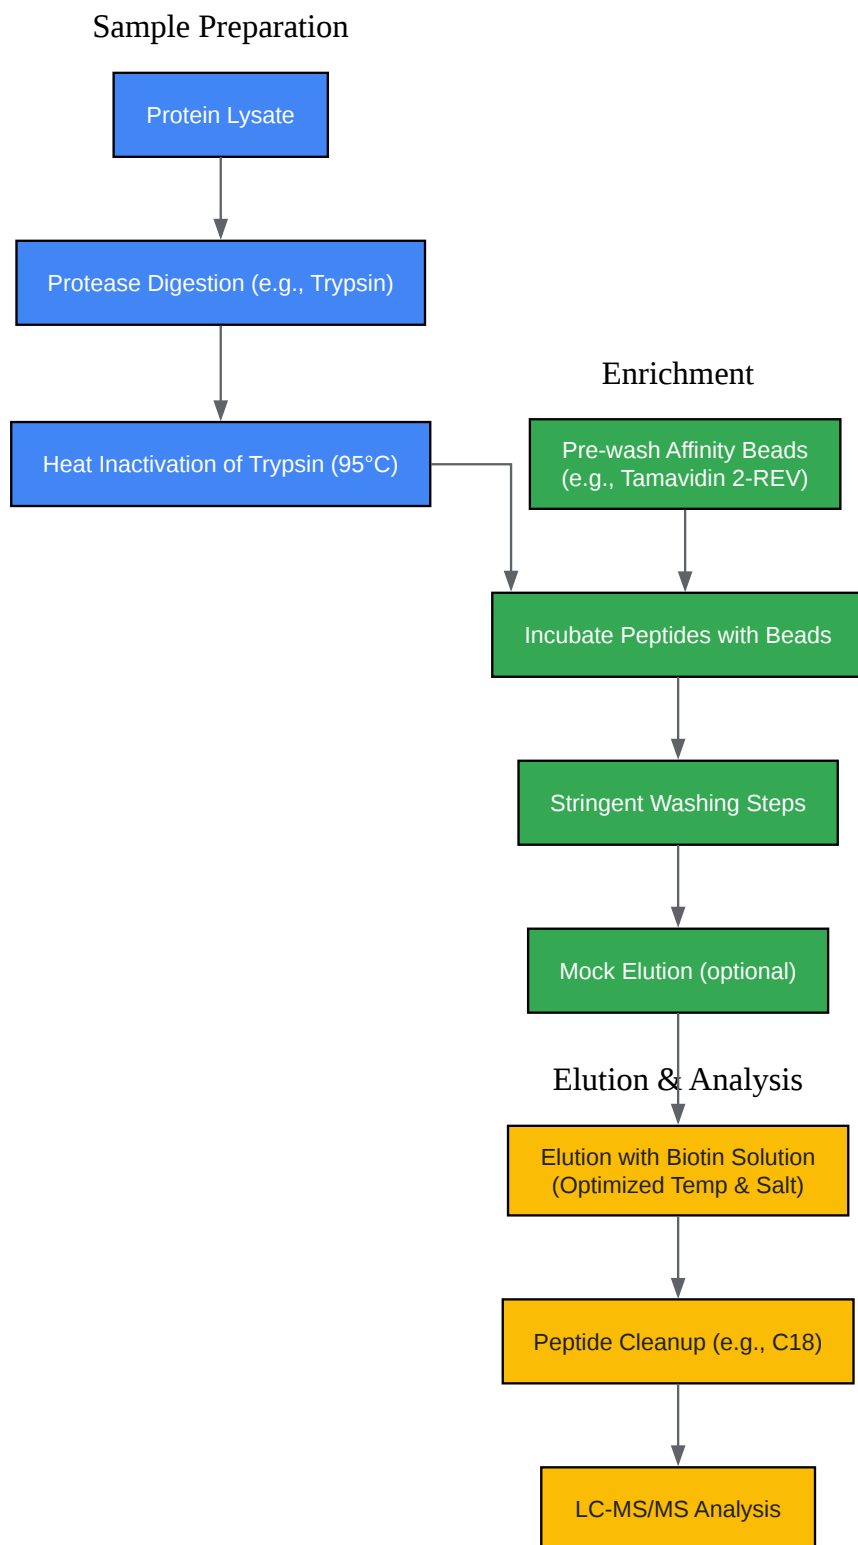 Sample Preparation
Protein Lysate
Protease Digestion (e.g., Trypsin)
Heat Inactivation of Trypsin (95°C)
Enrichment
Pre-wash Affinity Beads
(e.g., Tamavidin 2-REV)
Incubate Peptides with Beads
Stringent Washing Steps
Mock Elution (optional)
Elution & Analysis
Elution with Biotin Solution
(Optimized Temp & Salt)
Peptide Cleanup (e.g., C18)
LC-MS/MS Analysis